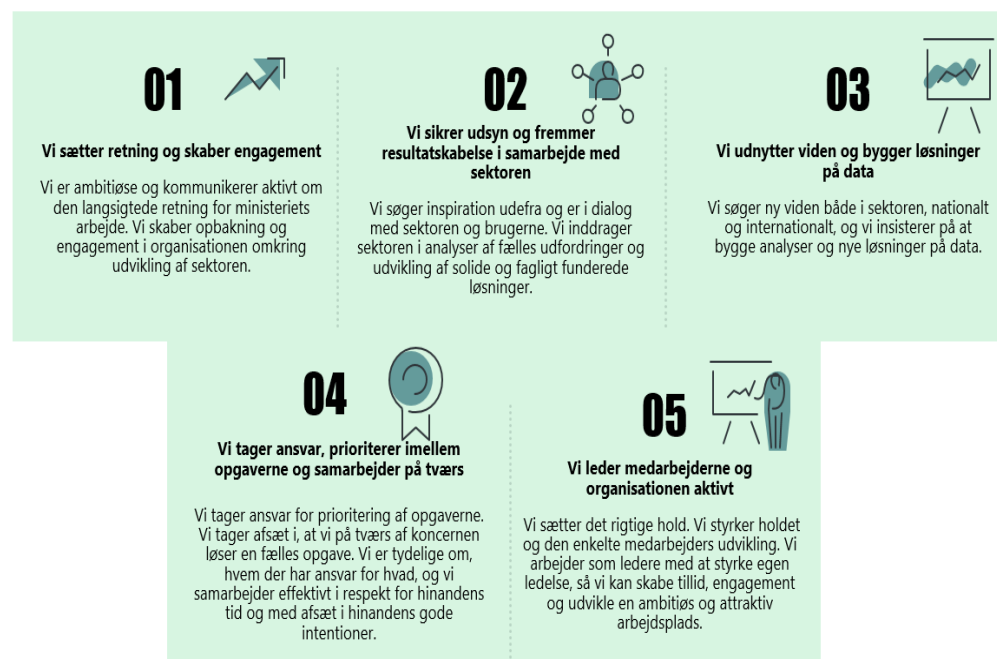 01
Vi sætter retning og skaber engagement
Vi er ambitiøse og kommunikerer aktivt om
den langsigtede retning for ministeriets
arbejde. Vi skaber opbakning og
engagement i organisationen omkring
udvikling af sektoren.
02
Vi sikrer udsyn og fremmer
resultatskabelse i samarbejde med
sektoren
Vi søger inspiration udefra og er i dialog
med sektoren og brugerne. Vi inddrager
sektoren i analyser af fælles udfordringer og
udvikling af solide og fagligt funderede
løsninger.
03
Vi udnytter viden og bygger løsninger
på data
Vi søger ny viden både i sektoren, nationalt
og internationalt, og vi insisterer på at
bygge analyser og nye løsninger på data.
04
Vi tager ansvar, prioriterer imellem
opgaverne og samarbejder på tværs
Vi tager ansvar for prioritering af opgaverne.
Vi tager afsæt i, at vi på tværs af koncernen
løser en fælles opgave. Vi er tydelige om,
hvem der har ansvar for hvad, og vi
samarbejder effektivt i respekt for hinandens
tid og med afsæt i hinandens gode
intentioner.
05
Vi leder medarbejderne og
organisationen aktivt
Vi sætter det rigtige hold. Vi styrker holdet
og den enkelte medarbejders udvikling. Vi
arbejder som ledere med at styrke egen
ledelse, så vi kan skabe tillid, engagement
og udvikle en ambitiøs og attraktiv
arbejdsplads.